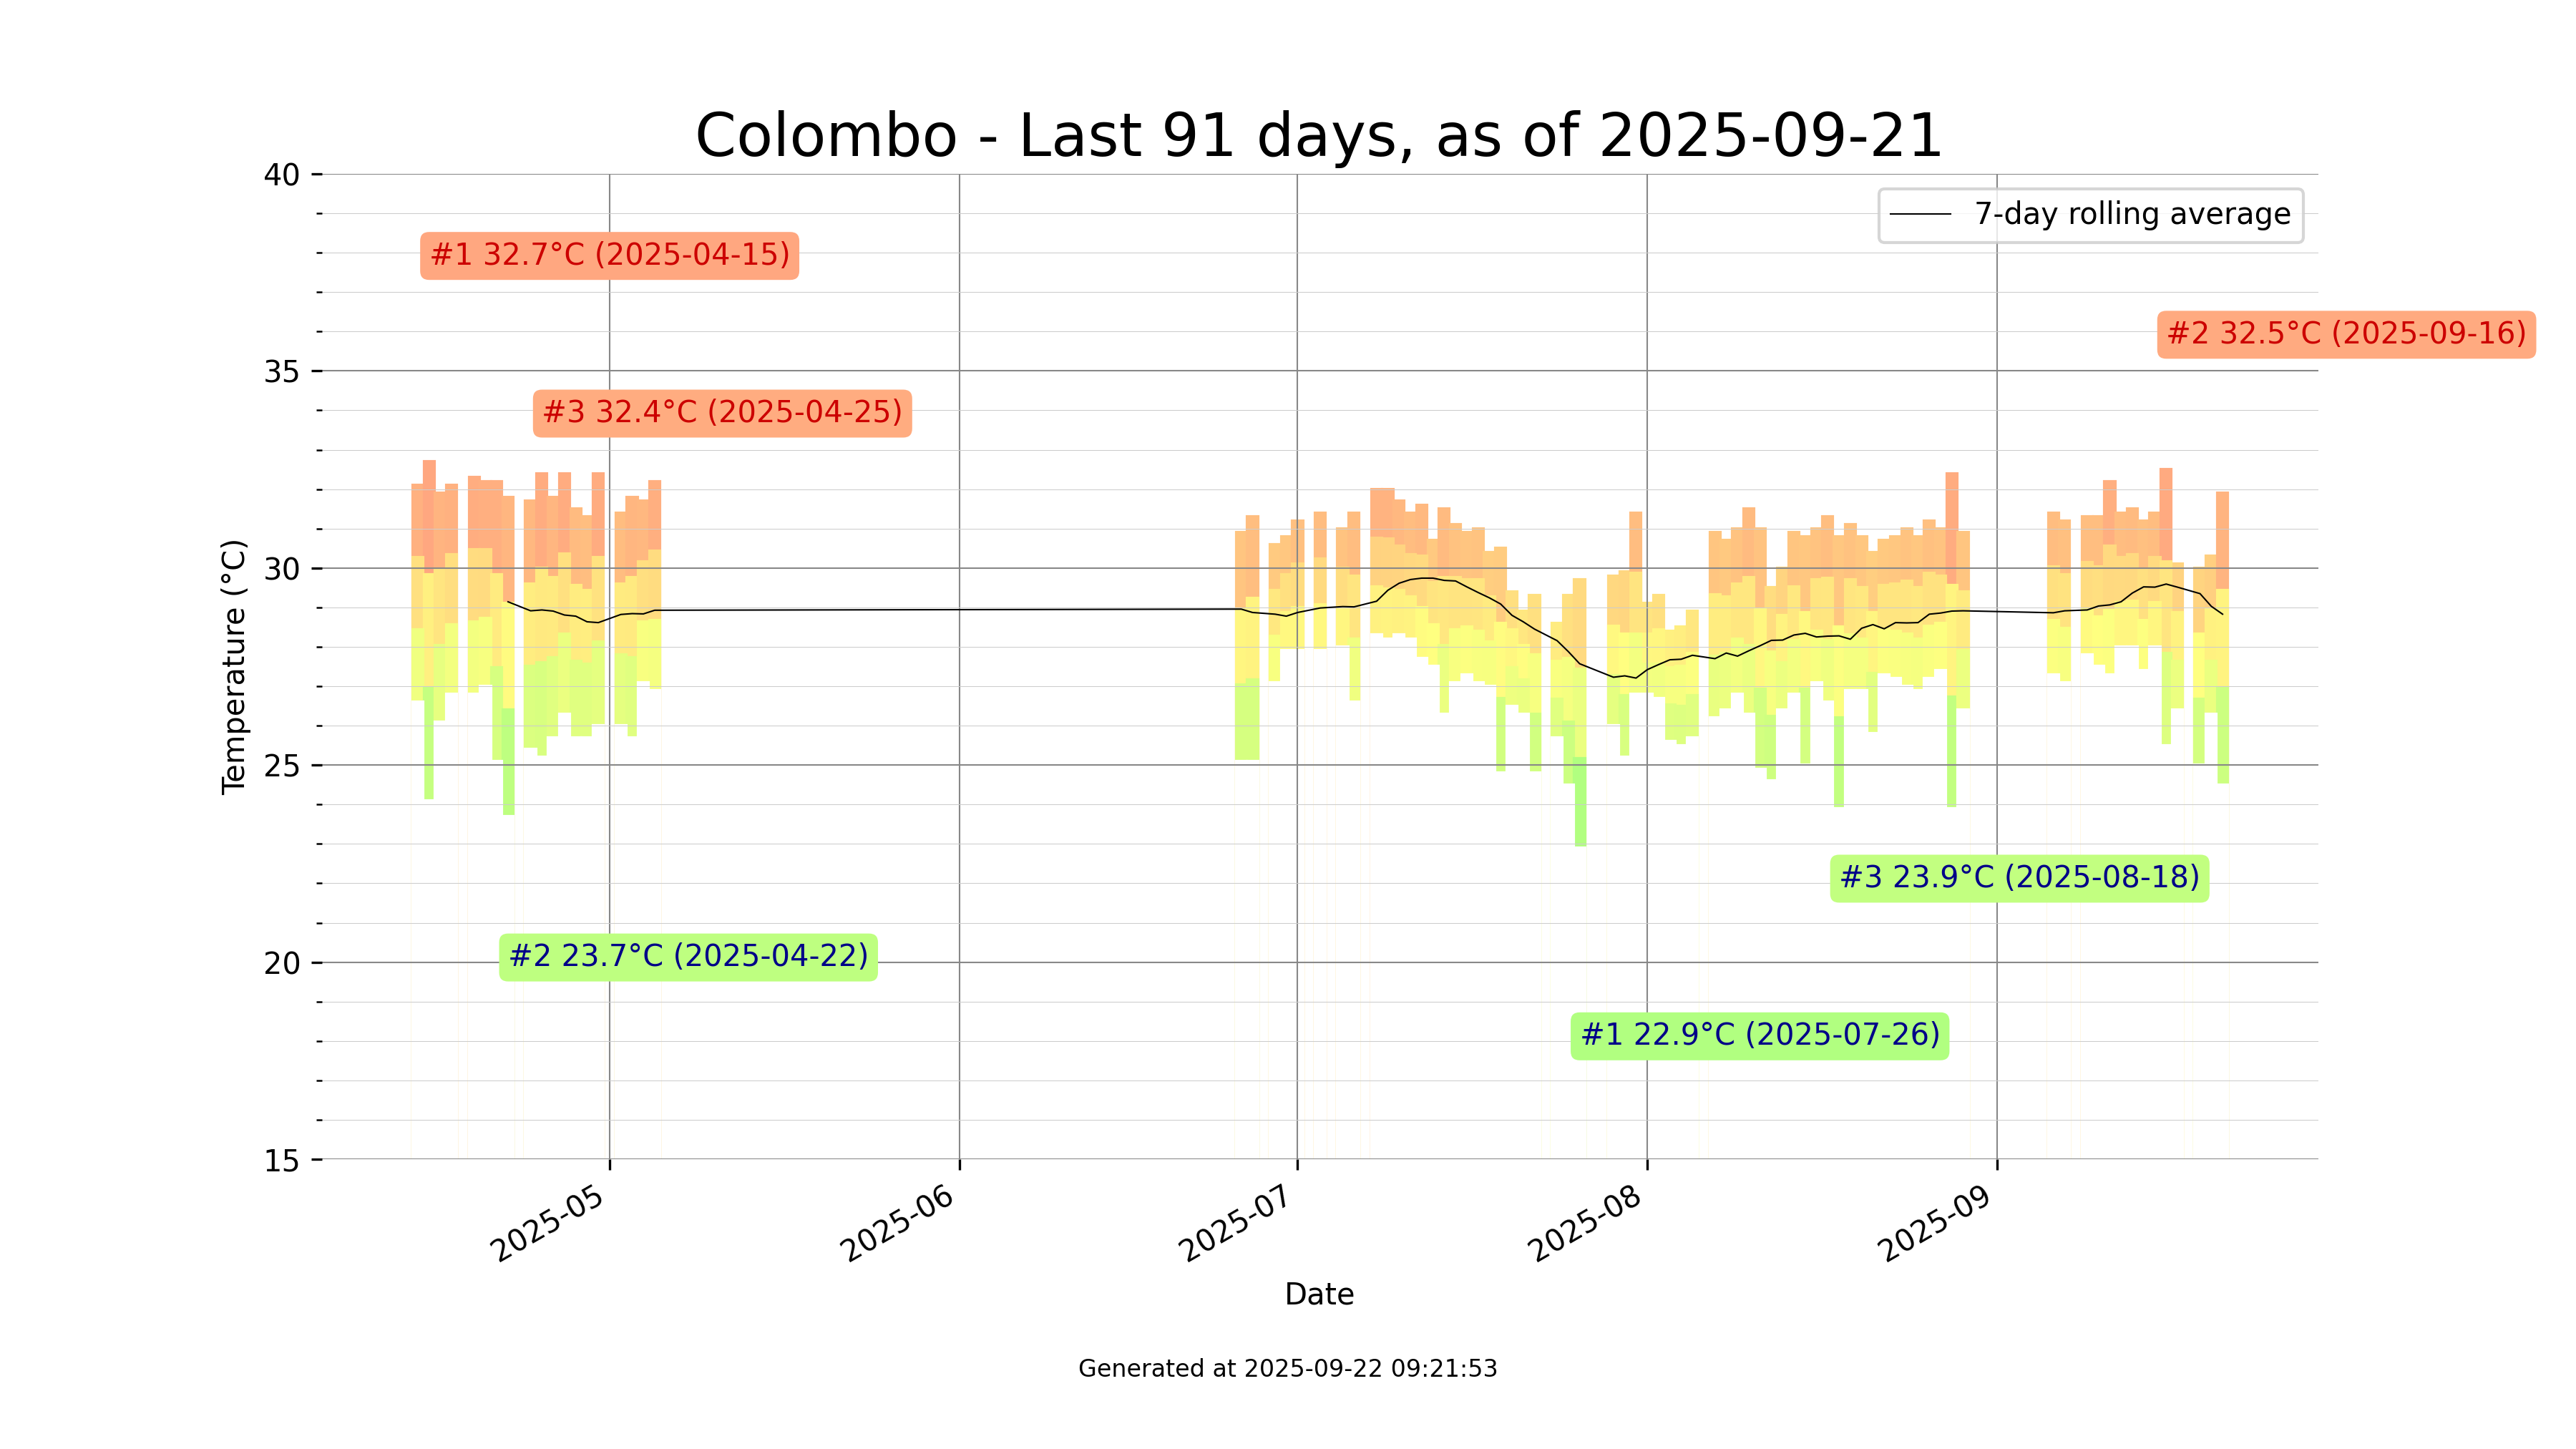 Colombo - Last 91 days, as of 2025-09-21
40
35
30
25
20
15
Temperature (°C)
7-day rolling average
#1 32.7°C (2025-04-15)
#2 32.5°C (2025-09-16)
#3 32.4°C (2025-04-25)
#3 23.9°C (2025-08-18)
#2 23.7°C (2025-04-22)
#1 22.9°C (2025-07-26)
2025-05
2025-06
2025-07
2025-08
2025-09
Date
Generated at 2025-09-22 09:21:53